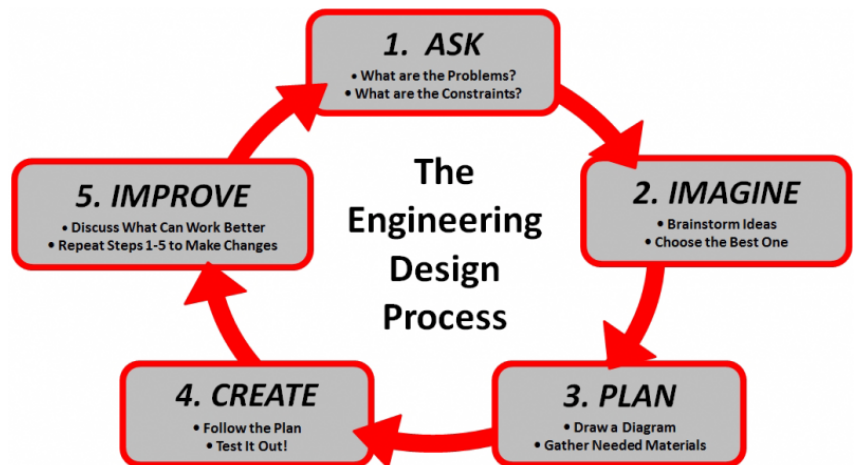 1. ASK
• What are the Problems?
• What are the Constraints?
The
Engineering
Design
Process
2. IMAGINE
• Brainstorm Ideas
• Choose the Best One
3. PLAN
• Draw a Diagram
• Gather Needed Materials
4. CREATE
• Follow the Plan
• Test It Out!
5. IMPROVE
• Discuss What Can Work Better
• Repeat Steps 1-5 to Make Changes